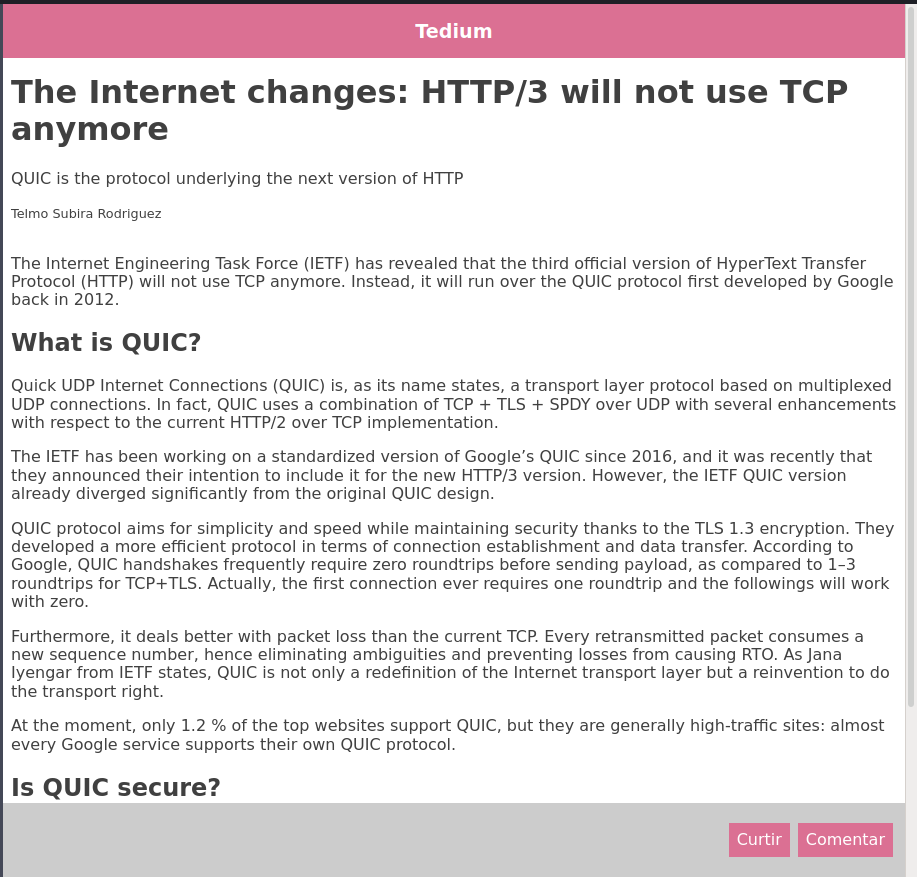 Tedium
The Internet changes: HTTP/3 will not use TCP
anymore
QUIC is the protocol underlying the next version of HTTP
Telmo Subira Rodriguez
The Internet Engineering Task Force (IETF) has revealed that the third official version of HyperText Transfer
Protocol (HTTP) will not use TCP anymore. Instead, it will run over the QUIC protocol first developed by Google
back in 2012.
What is QUIC?
Quick UDP Internet Connections (QUIC) is, as its name states, a transport layer protocol based on multiplexed
UDP connections. In fact, QUIC uses a combination of TCP + TLS + SPDY over UDP with several enhancements
with respect to the current HTTP/2 over TCP implementation.
The IETF has been working on a standardized version of Google’s QUIC since 2016, and it was recently that
they announced their intention to include it for the new HTTP/3 version. However, the IETF QUIC version
already diverged significantly from the original QUIC design.
QUIC protocol aims for simplicity and speed while maintaining security thanks to the TLS 1.3 encryption. They
developed a more efficient protocol in terms of connection establishment and data transfer. According to
Google, QUIC handshakes frequently require zero roundtrips before sending payload, as compared to 1–3
roundtrips for TCP+TLS. Actually, the first connection ever requires one roundtrip and the followings will work
with zero.
Furthermore, it deals better with packet loss than the current TCP. Every retransmitted packet consumes a
new sequence number, hence eliminating ambiguities and preventing losses from causing RTO. As Jana
Iyengar from IETF states, QUIC is not only a redefinition of the Internet transport layer but a reinvention to do
the transport right.
At the moment, only 1.2 % of the top websites support QUIC, but they are generally high-traffic sites: almost
every Google service supports their own QUIC protocol.
Is QUIC secure?
Curtir Comentar